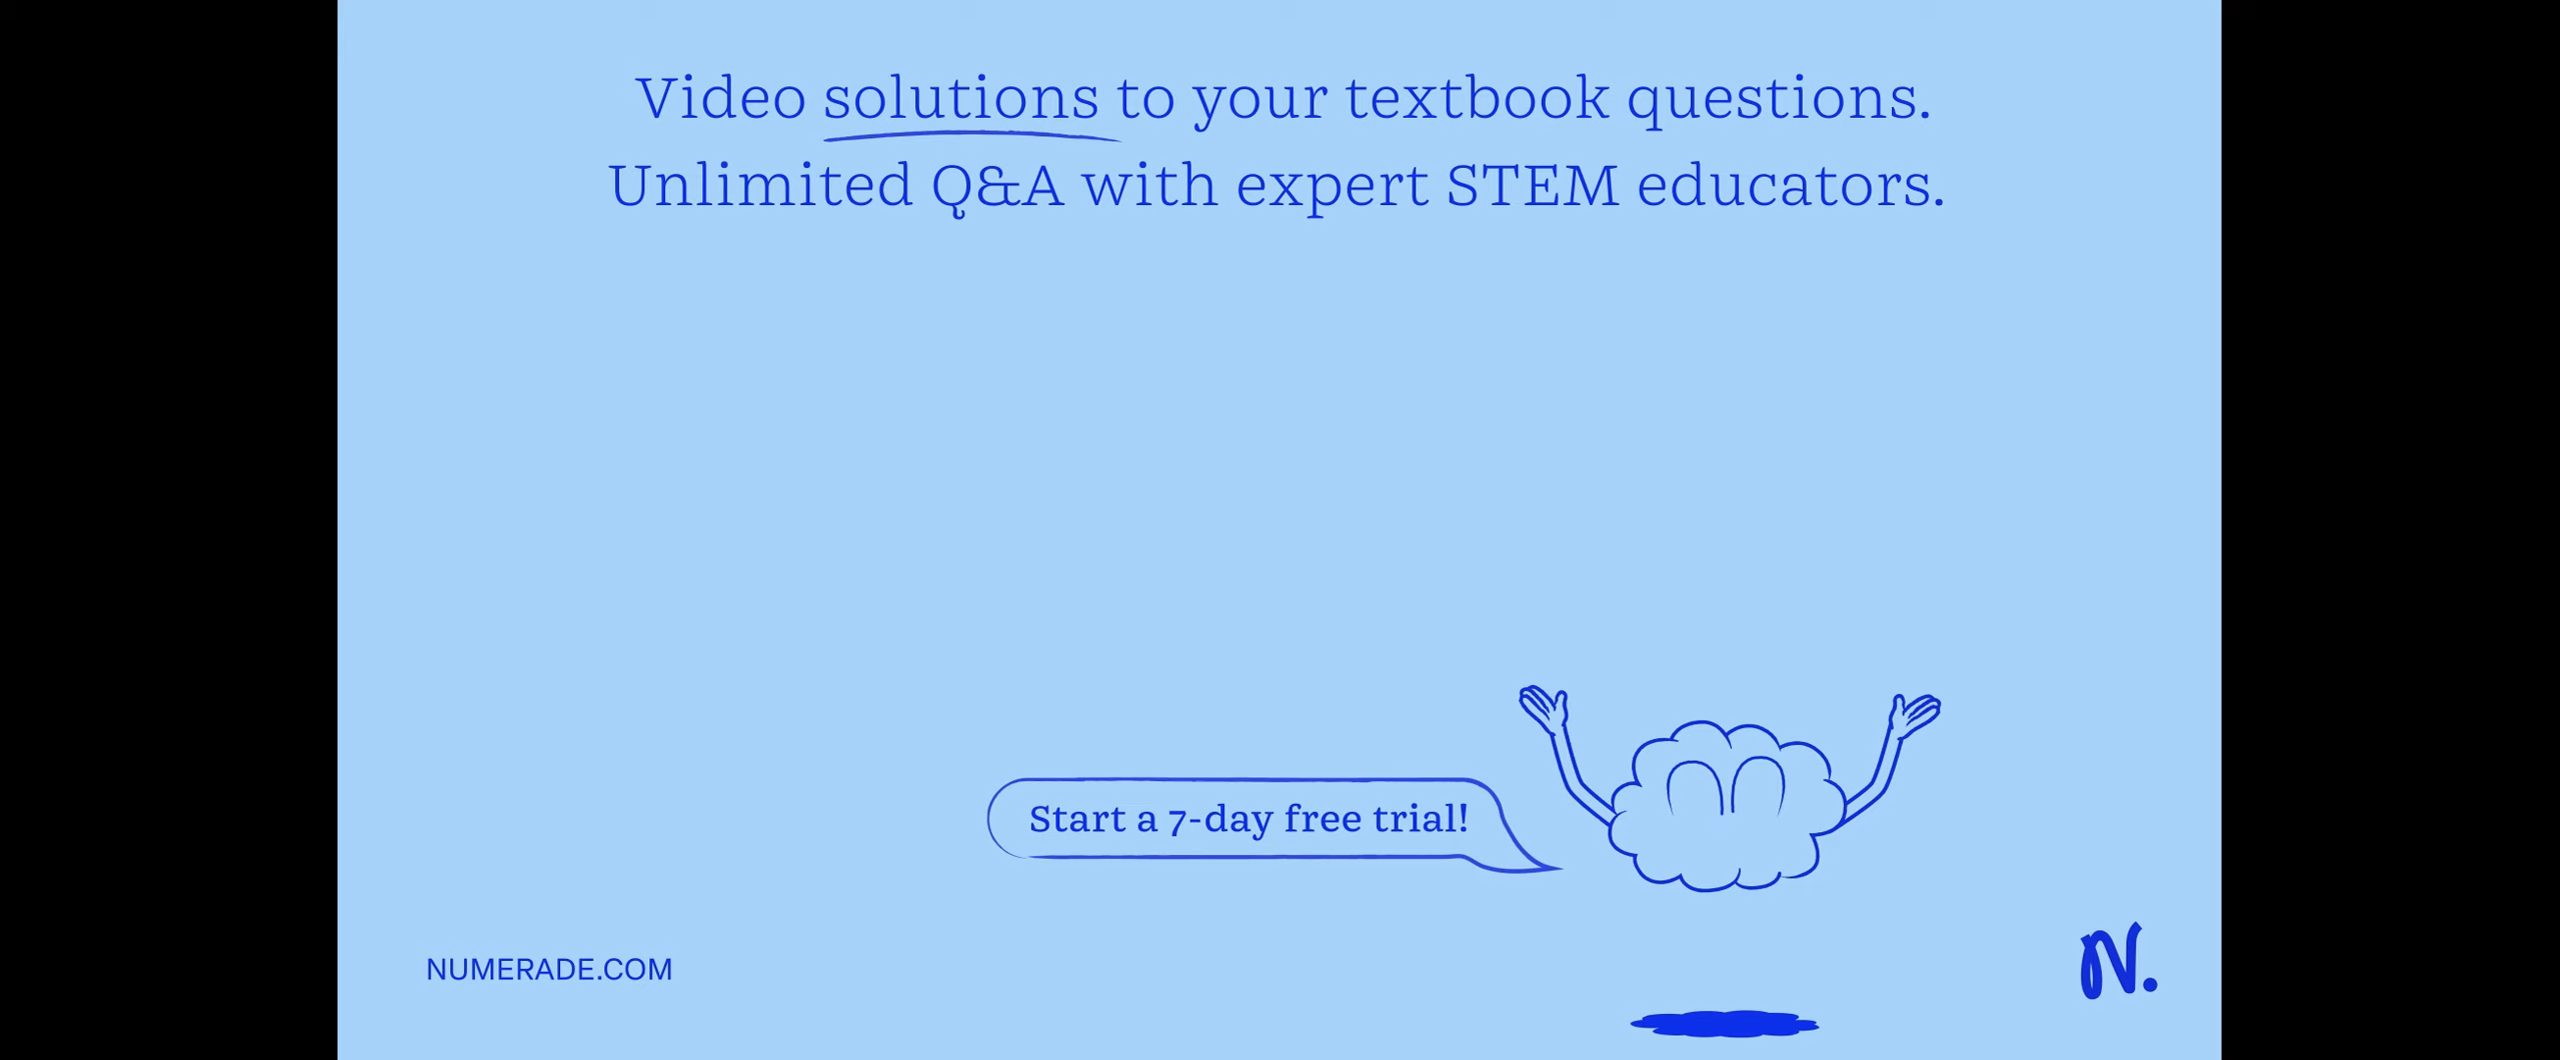 Video solutions to your textbook questions.
Unlimited Q&A with expert STEM educators.
Start a 7-day free trial!
NUMERADE.COM
N.